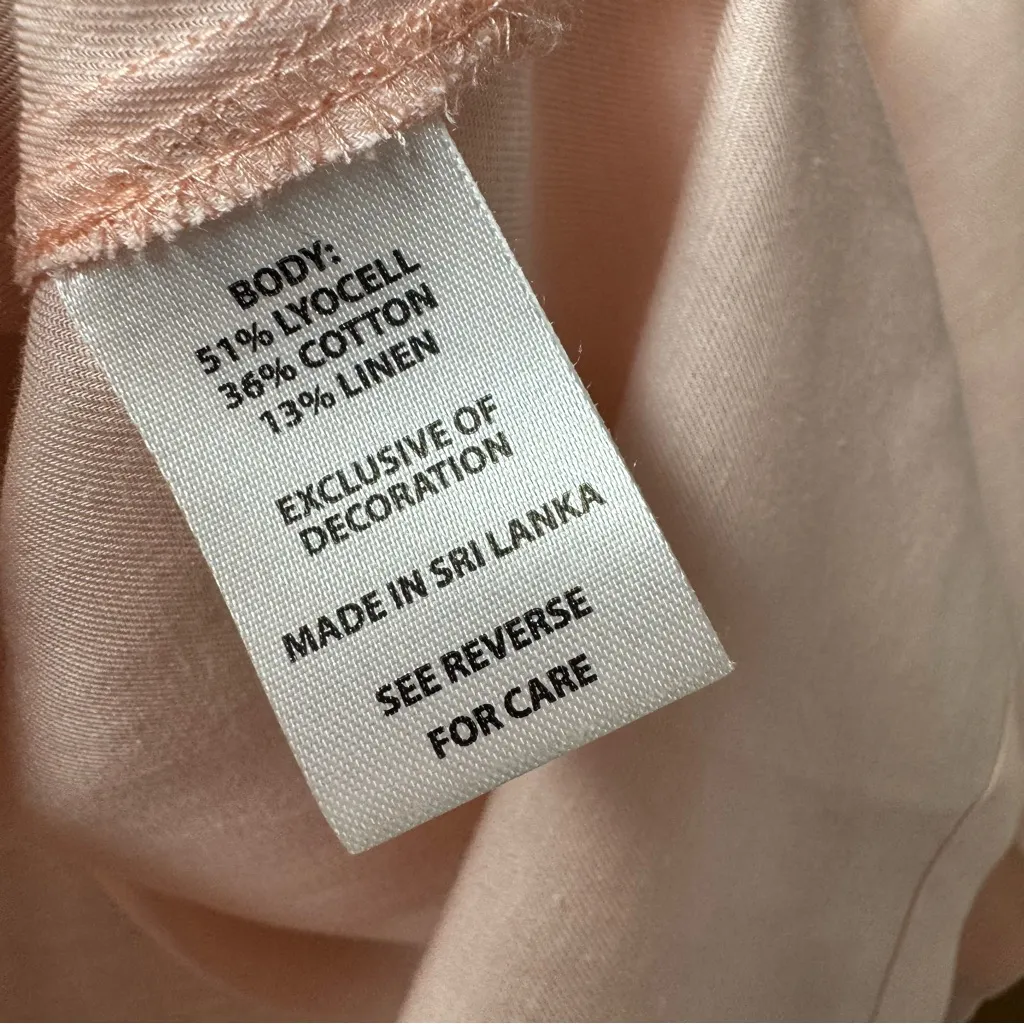 BODY:
51% LYOCELL
36% COTTON
13% LINEN
EXCLUSIVE OF
DECORATION
MADE IN SRI LANKA
SEE REVERSE
FOR CARE